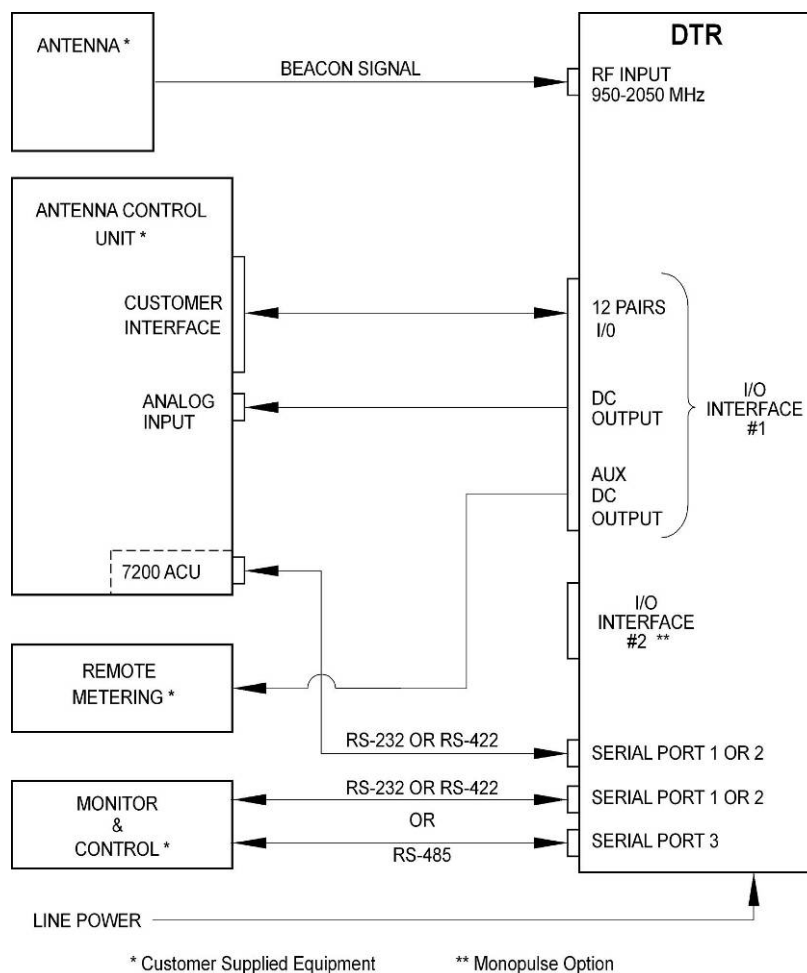 DTR
ANTENNA *
BEACON SIGNAL
RF INPUT
950-2050 MHz
ANTENNA CONTROL
UNIT *
CUSTOMER
INTERFACE
12 PAIRS
I/0
ANALOG
INPUT
DC
OUTPUT
I/O
INTERFACE
#1
AUX
DC
OUTPUT
7200 ACU
I/O
INTERFACE
#2 **
REMOTE
METERING *
RS-232 OR RS-422
SERIAL PORT 1 OR 2
MONITOR
&
CONTROL *
RS-232 OR RS-422
OR
RS-485
SERIAL PORT 1 OR 2
SERIAL PORT 3
LINE POWER
* Customer Supplied Equipment
** Monopulse Option